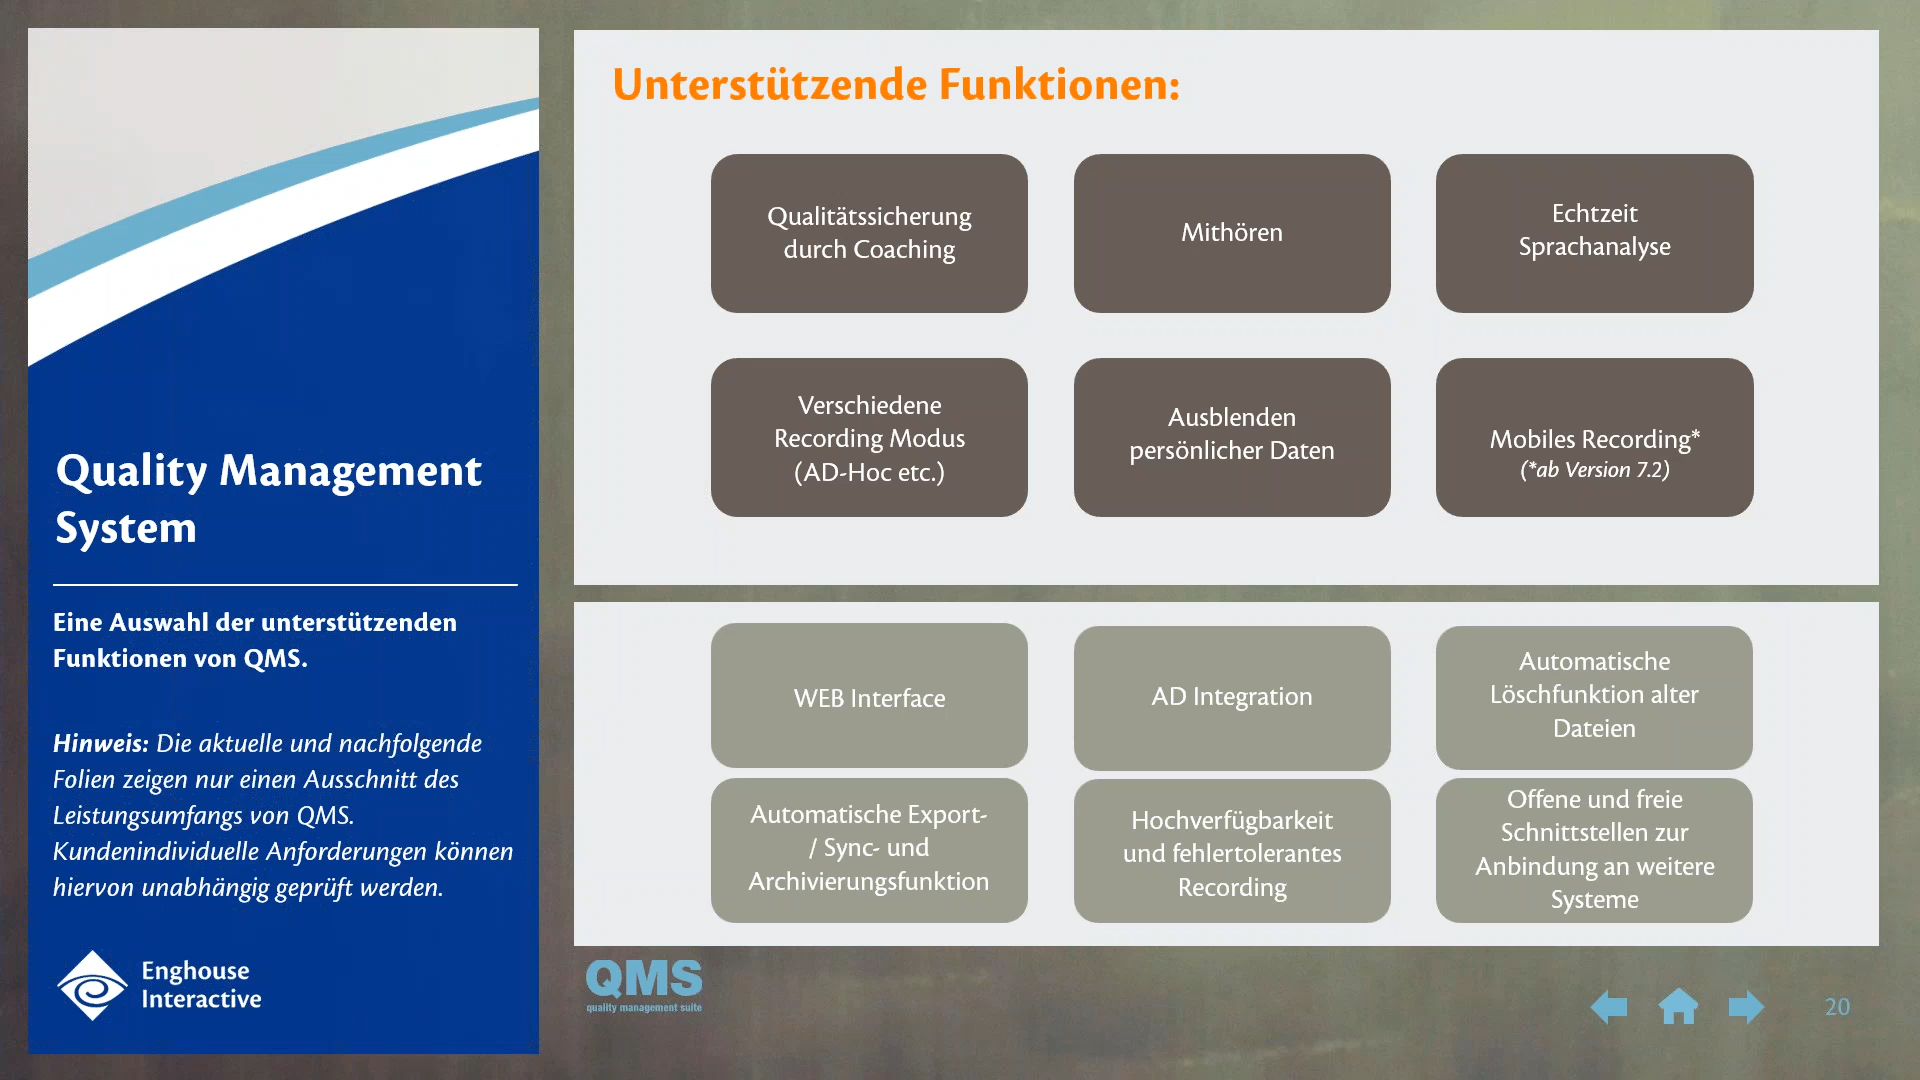 Quality Management
System
Eine Auswahl der unterstützenden
Funktionen von QMS.
Hinweis: Die aktuelle und nachfolgende
Folien zeigen nur einen Ausschnitt des
Leistungsumfangs von QMS.
Kundenindividuelle Anforderungen können
hiervon unabhängig geprüft werden.
Enghouse
Interactive
Unterstützende Funktionen:
Qualitätssicherung
durch Coaching
Mithören
Echtzeit
Sprachanalyse
Verschiedene
Recording Modus
(AD-Hoc etc.)
Ausblenden
persönlicher Daten
Mobiles Recording*
(*ab Version 7.2)
WEB Interface
AD Integration
Automatische
Löschfunktion alter
Dateien
Automatische Export-
/ Sync- und
Archivierungsfunktion
Hochverfügbarkeit
und fehlertolerantes
Recording
Offene und freie
Schnittstellen zur
Anbindung an weitere
Systeme
QMS
quality management suite
20